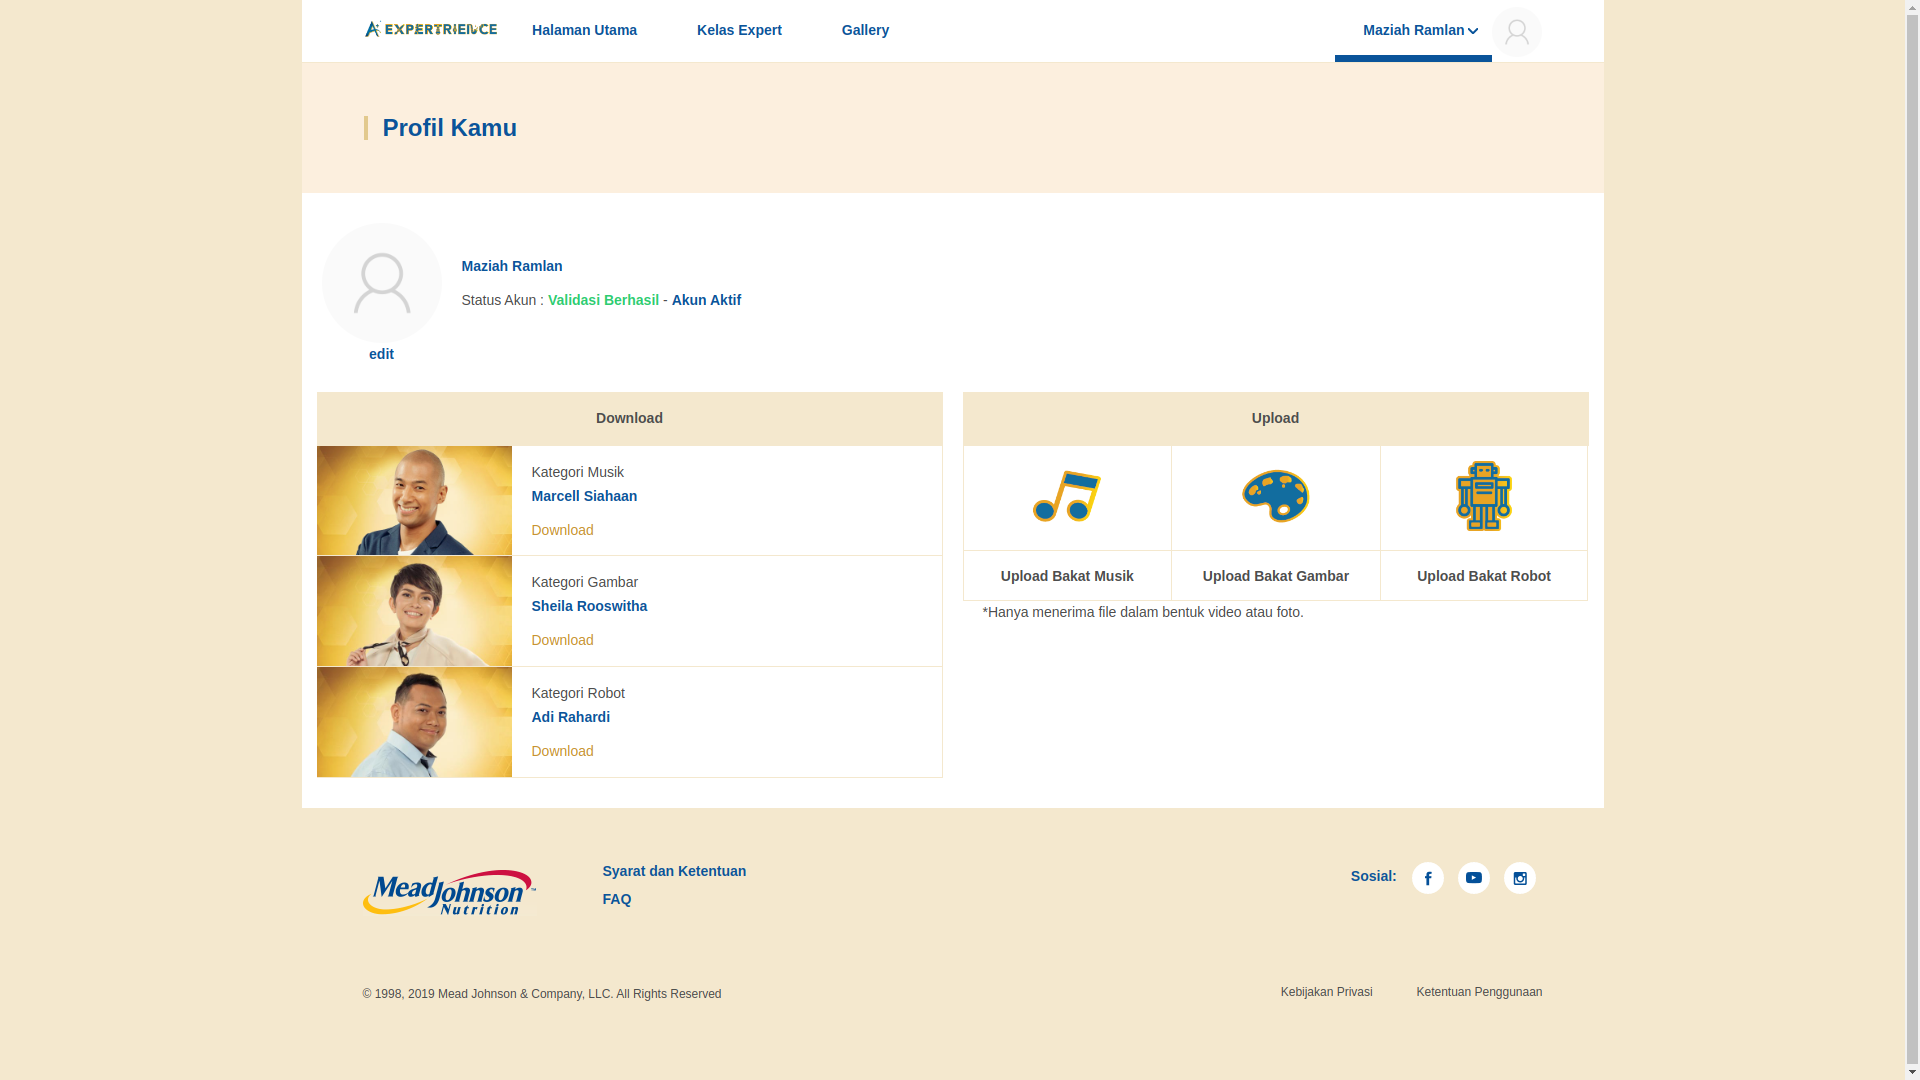 A+ EXPERTRIENCE
Halaman Utama
Kelas Expert
Gallery
Maziah Ramlan
Profil Kamu
Maziah Ramlan
Status Akun : Validasi Berhasil - Akun Aktif
edit
Download
Kategori Musik
Marcell Siahaan
Download
Kategori Gambar
Sheila Rooswitha
Download
Kategori Robot
Adi Rahardi
Download
Upload
Upload Bakat Musik
Upload Bakat Gambar
Upload Bakat Robot
*Hanya menerima file dalam bentuk video atau foto.
MeadJohnson
Nutrition
Syarat dan Ketentuan
FAQ
Sosial:
© 1998, 2019 Mead Johnson & Company, LLC. All Rights Reserved
Kebijakan Privasi
Ketentuan Penggunaan